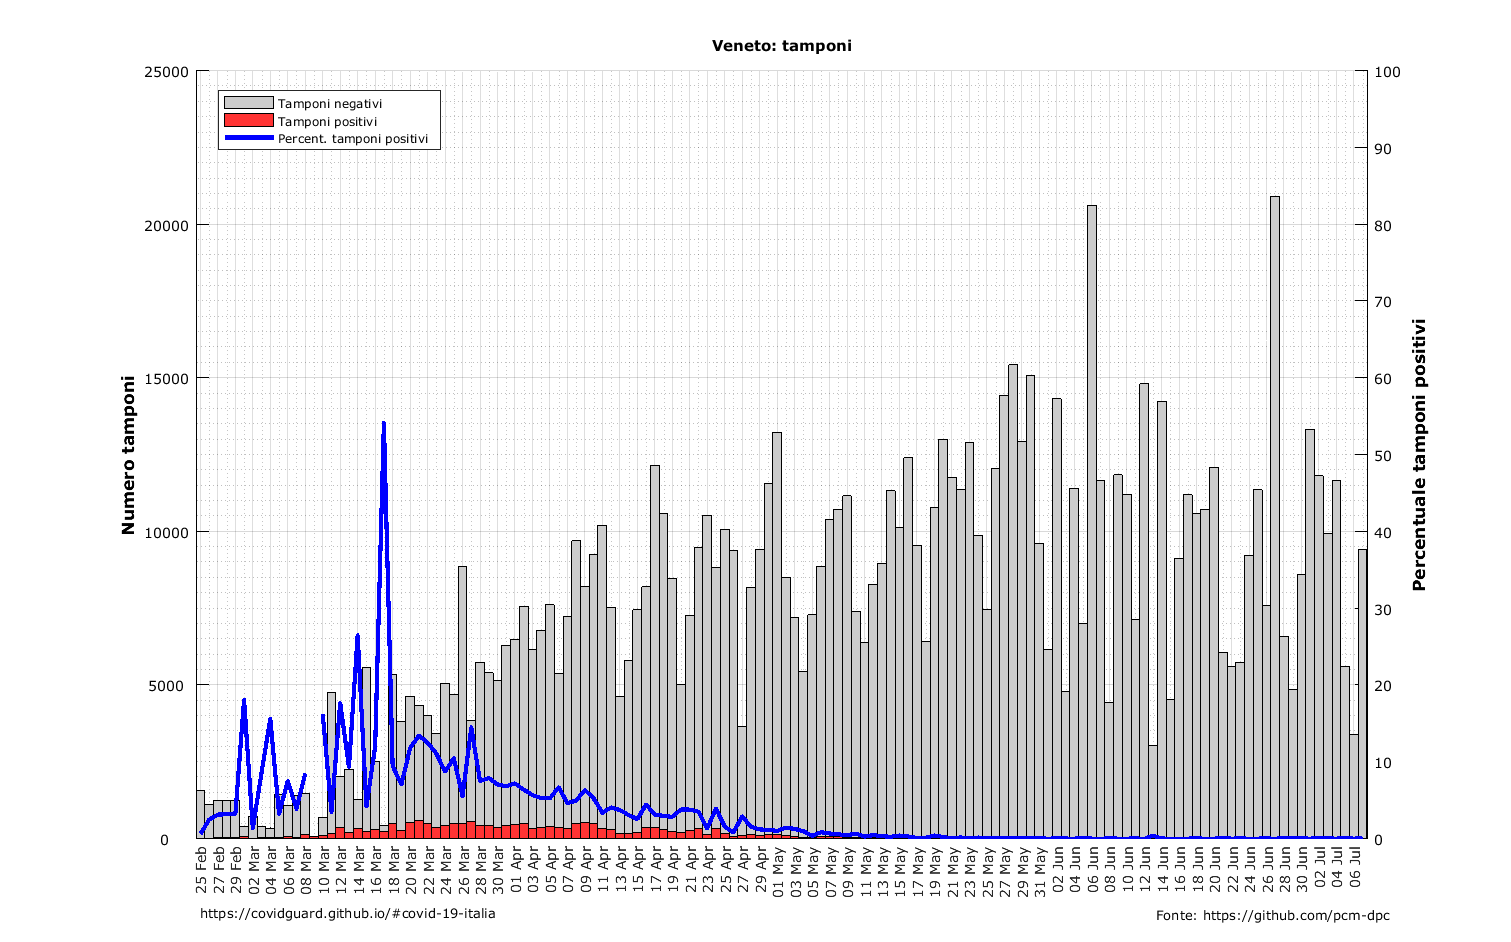 Veneto: tamponi
25000
20000
15000
10000
5000
0
Numero tamponi
Tamponi negativi
Tamponi positivi
Percent. tamponi positivi
100
90
80
70
60
50
40
30
20
10
0
Percentuale tamponi positivi
25 Feb
27 Feb
29 Feb
02 Mar
04 Mar
06 Mar
08 Mar
10 Mar
12 Mar
14 Mar
16 Mar
18 Mar
20 Mar
22 Mar
24 Mar
26 Mar
28 Mar
30 Mar
01 Apr
03 Apr
05 Apr
07 Apr
09 Apr
11 Apr
13 Apr
15 Apr
17 Apr
19 Apr
21 Apr
23 Apr
25 Apr
27 Apr
29 Apr
01 May
03 May
05 May
07 May
09 May
11 May
13 May
15 May
17 May
19 May
21 May
23 May
25 May
27 May
29 May
31 May
02 Jun
04 Jun
06 Jun
08 Jun
10 Jun
12 Jun
14 Jun
16 Jun
18 Jun
20 Jun
22 Jun
24 Jun
26 Jun
28 Jun
30 Jun
02 Jul
04 Jul
06 Jul
https://covidguard.github.io/#covid-19-italia
Fonte: https://github.com/pcm-dpc